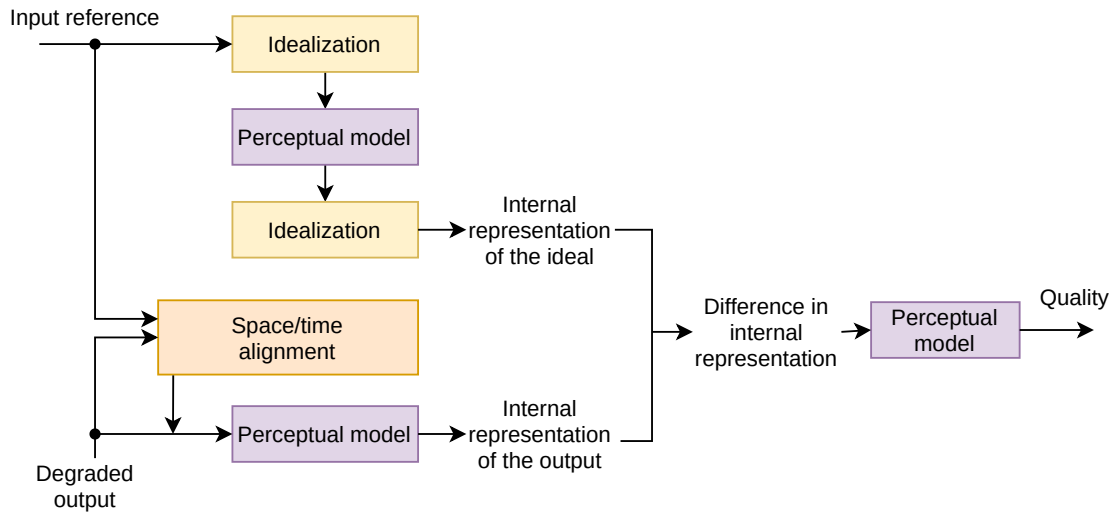 Input reference
Idealization
Perceptual model
Idealization
Internal
representation
of the ideal
Space/time
alignment
Difference in
internal
representation
Perceptual
model
Quality
Perceptual model
Internal
representation
of the output
Degraded
output